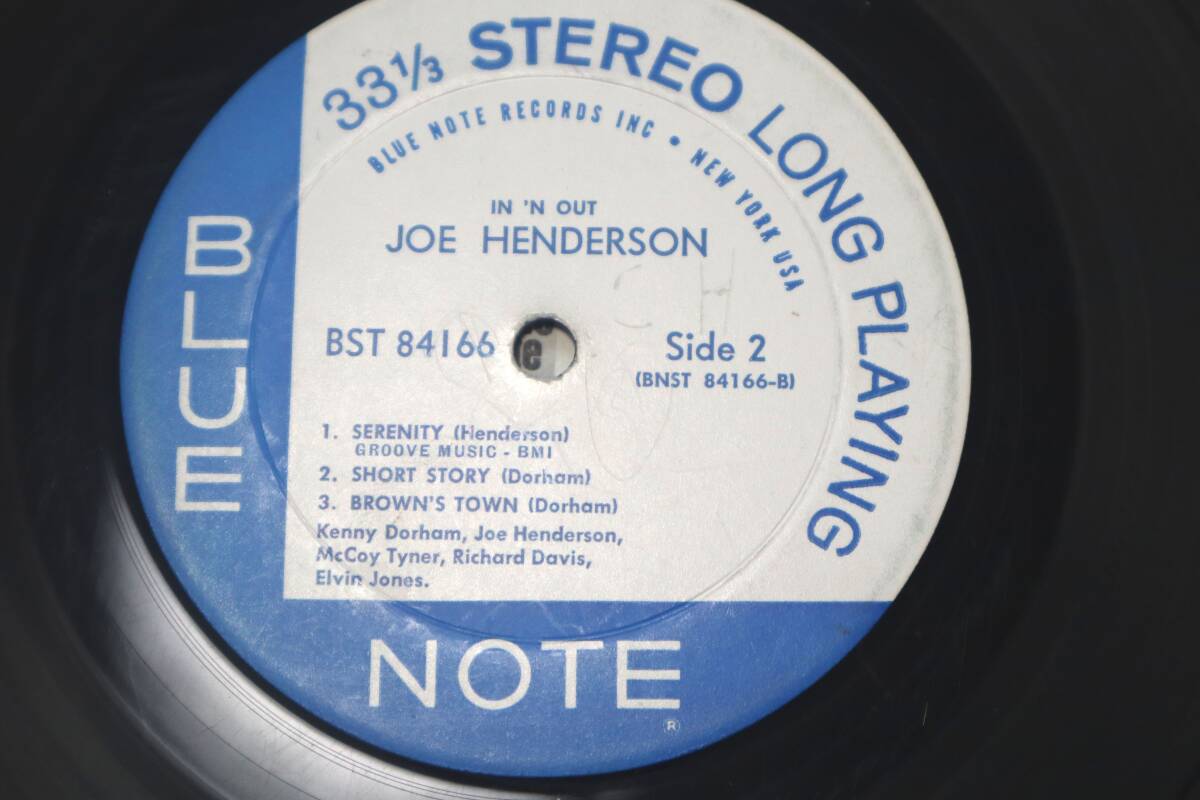 33⅓ STEREO LONG PLAYING
BLUE NOTE RECORDS INC • NEW YORK USA
IN 'N OUT
JOE HENDERSON
BST 84166
Side 2
(BNST 84166-B)
1. SERENITY (Henderson)
GROOVE MUSIC - BMI
2. SHORT STORY (Dorham)
3. BROWN'S TOWN (Dorham)
Kenny Dorham, Joe Henderson,
McCoy Tyner, Richard Davis,
Elvin Jones.
BLUE
NOTE ®
CH